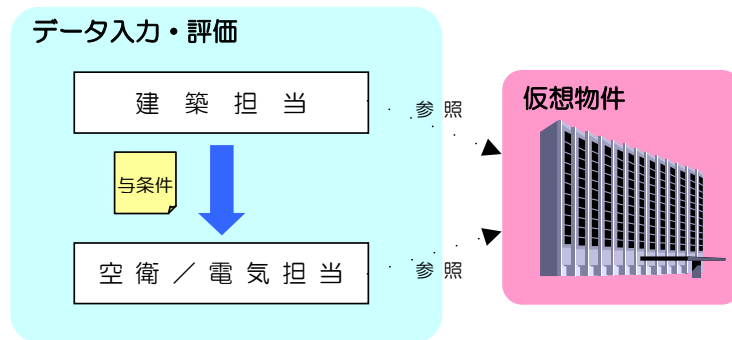 データ入力・評価
建築担当
参照
仮想物件
与条件
空衛／電気担当
参照